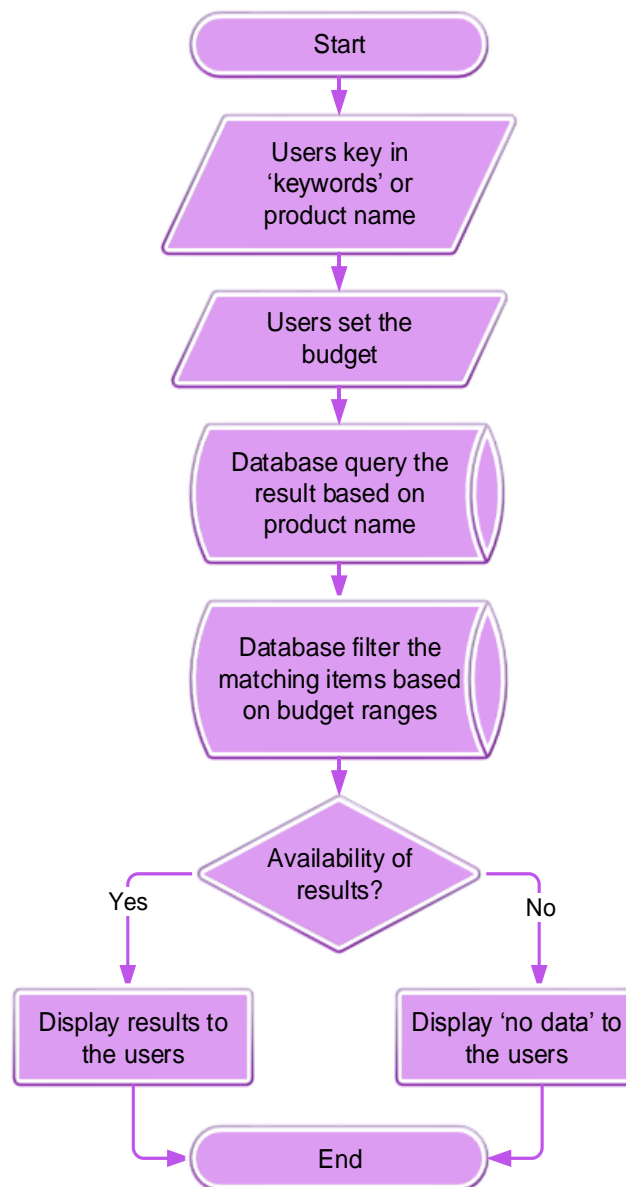 Start
Users key in
‘keywords’ or
product name
Users set the
budget
Database query the
result based on
product name
Database filter the
matching items based
on budget ranges
Availability of
results?
Yes
No
Display results to
the users
Display ‘no data’ to
the users
End